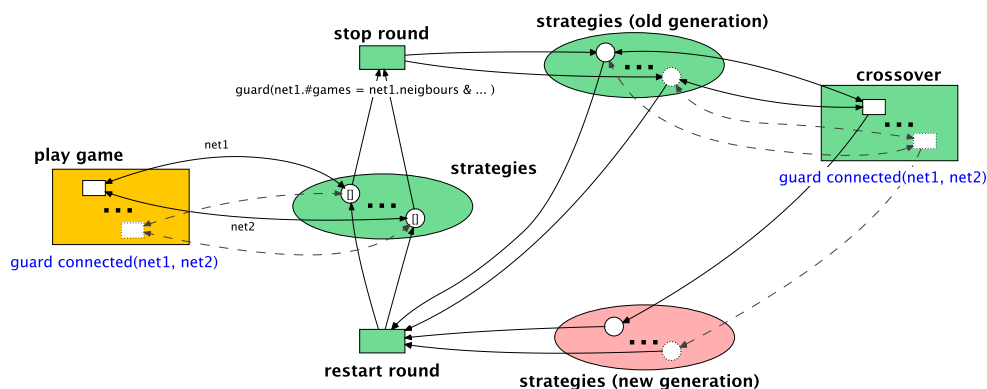 strategies (old generation)
stop round
crossover
guard(net1.#games = net1.neigbours & ... )
play game
net1
strategies
guard connected(net1, net2)
[]
[]
net2
guard connected(net1, net2)
restart round
strategies (new generation)